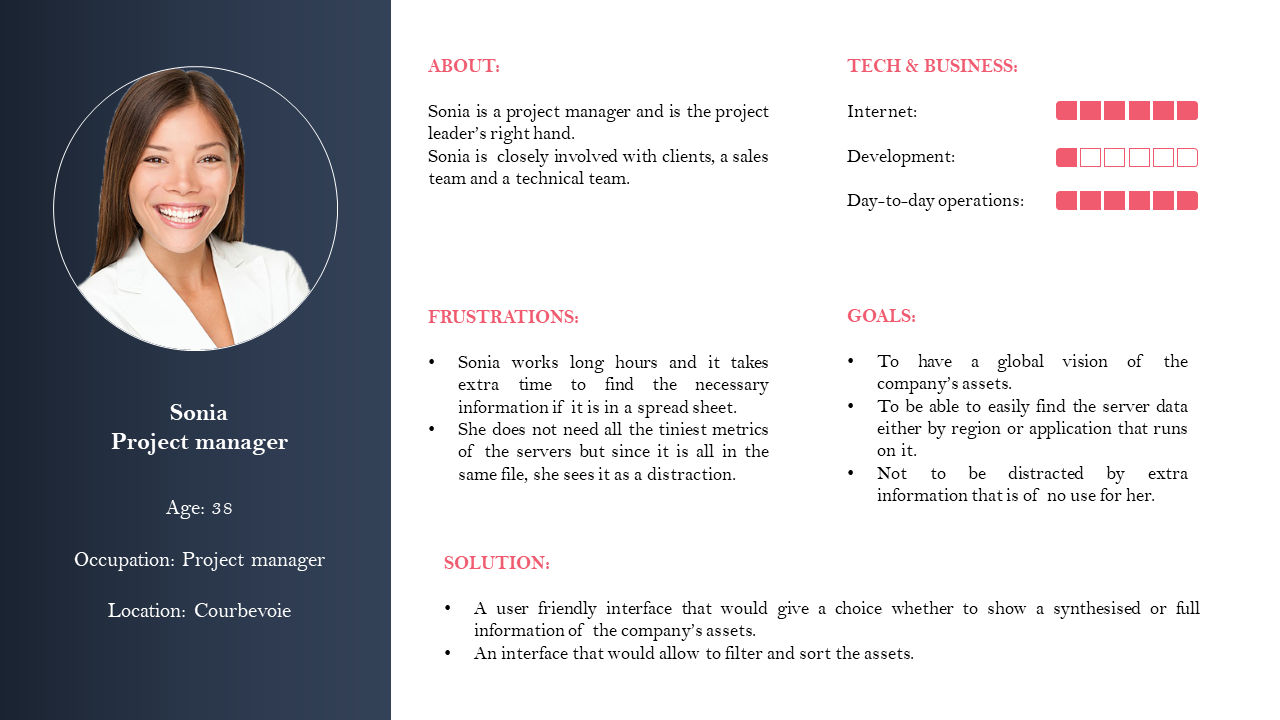 Sonia
Project manager
Age: 38
Occupation: Project manager
Location: Courbevoie
ABOUT:
Sonia is a project manager and is the project
leader’s right hand.
Sonia is closely involved with clients, a sales
team and a technical team.
TECH & BUSINESS:
Internet:
Development:
Day-to-day operations:
FRUSTRATIONS:
• Sonia works long hours and it takes
extra time to find the necessary
information if it is in a spread sheet.
• She does not need all the tiniest metrics
of the servers but since it is all in the
same file, she sees it as a distraction.
GOALS:
• To have a global vision of the
company’s assets.
• To be able to easily find the server data
either by region or application that runs
on it.
• Not to be distracted by extra
information that is of no use for her.
SOLUTION:
• A user friendly interface that would give a choice whether to show a synthesised or full
information of the company’s assets.
• An interface that would allow to filter and sort the assets.